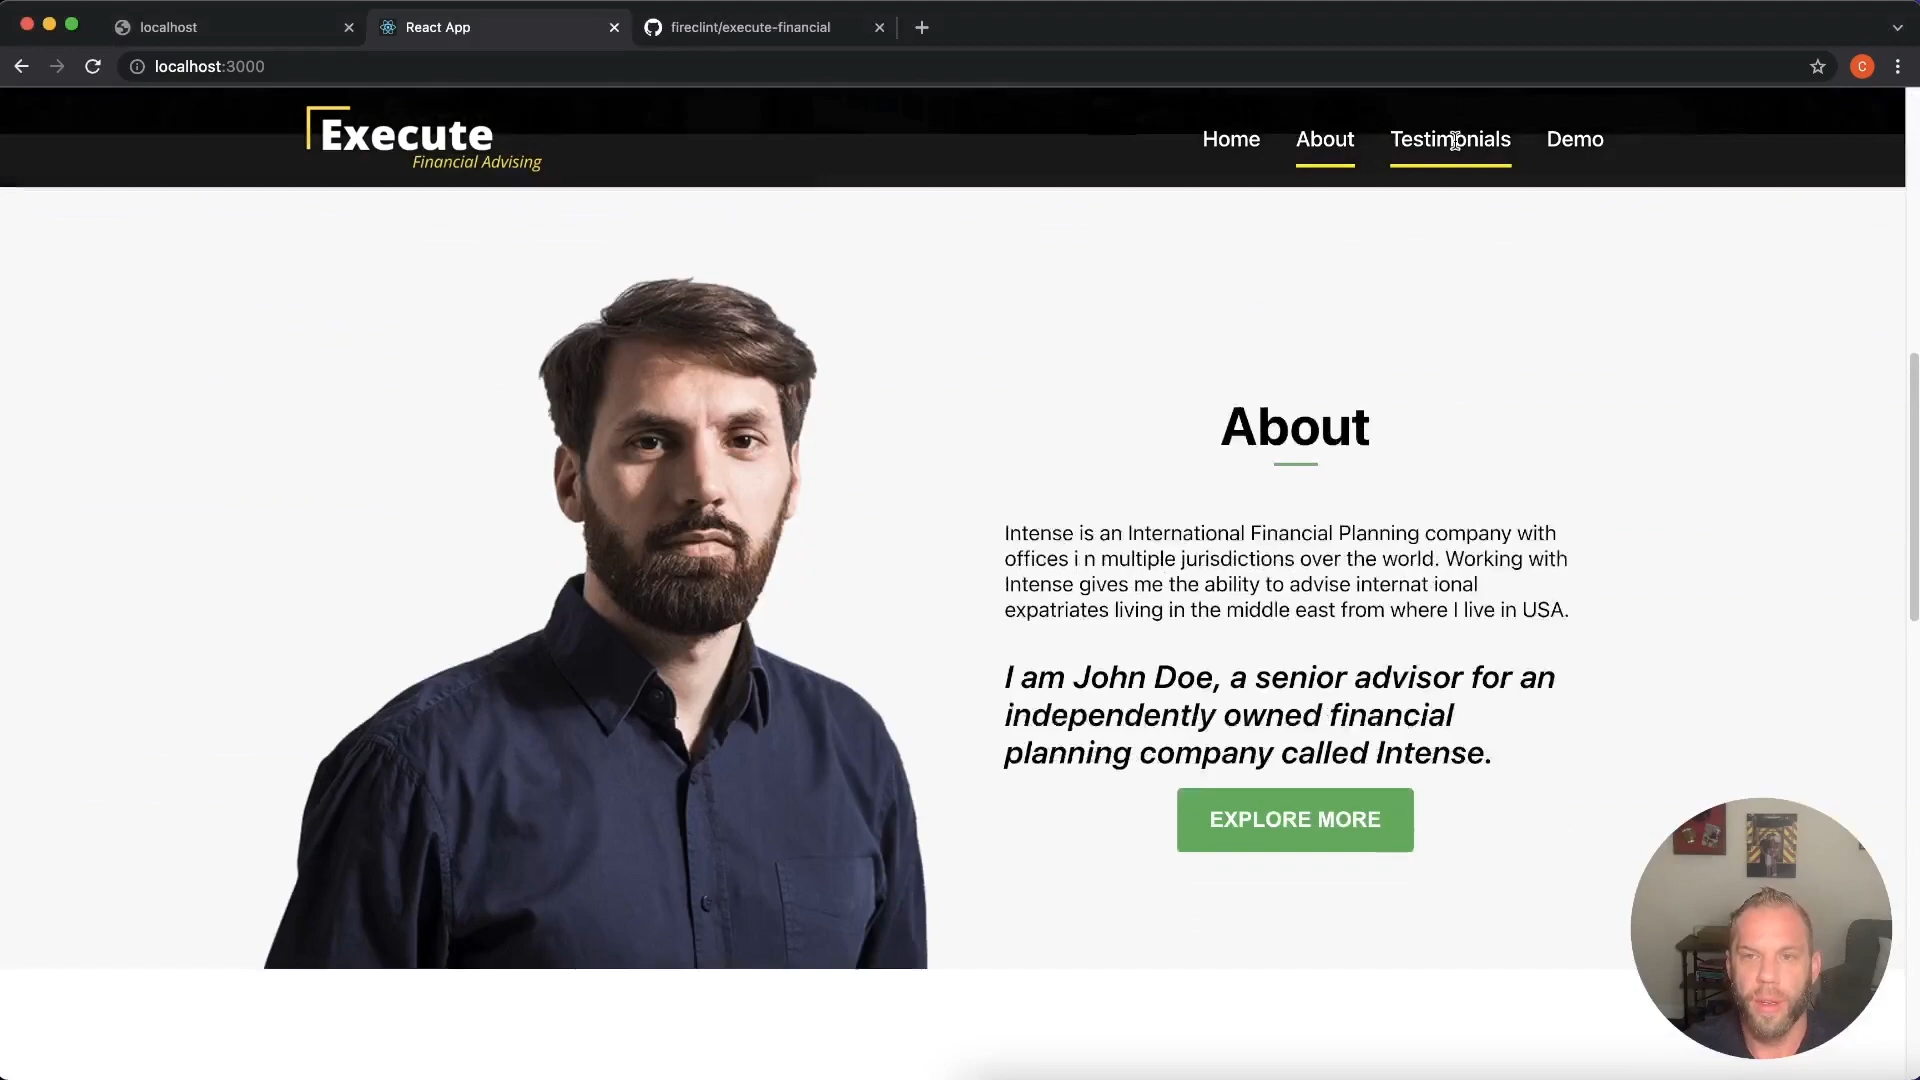 localhost
React App
fireclint/execute-financial
localhost:3000
C
Execute
Financial Advising
Home About Testimonials Demo
About
Intense is an International Financial Planning company with
offices i n multiple jurisdictions over the world. Working with
Intense gives me the ability to advise internat ional
expatriates living in the middle east from where I live in USA.
I am John Doe, a senior advisor for an
independently owned financial
planning company called Intense.
EXPLORE MORE